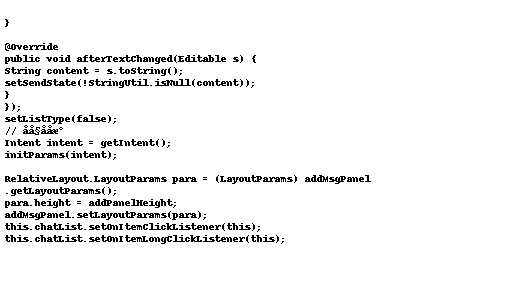 }
@Override
public void afterTextChanged(Editable s) {
String content = s.toString();
setSendState(!StringUtil.isNull(content));
}
});
setListType(false);
// åå§ååæ°
Intent intent = getIntent();
initParams(intent);
RelativeLayout.LayoutParams para = (LayoutParams) addMsgPanel
.getLayoutParams();
para.height = addPanelHeight;
addMsgPanel.setLayoutParams(para);
this.chatList.setOnItemClickListener(this);
this.chatList.setOnItemLongClickListener(this);